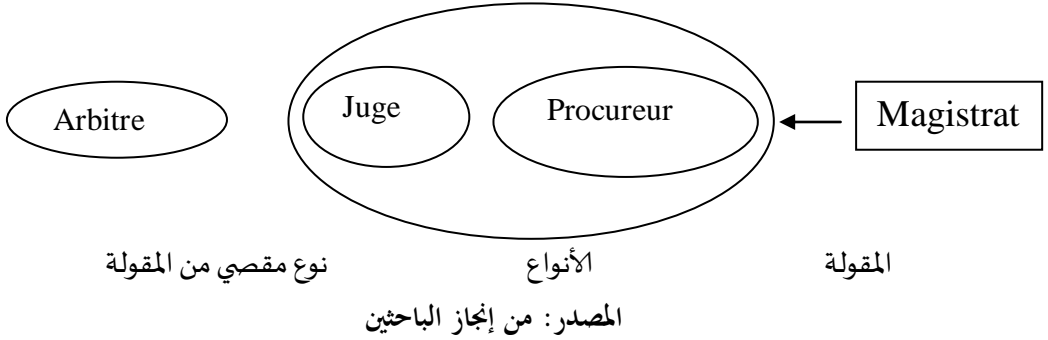 Arbitre
Juge
Procureur
Magistrat
المقولة
الأنواع
نوع مقصي من المقولة
المصدر: من إنجاز الباحثين